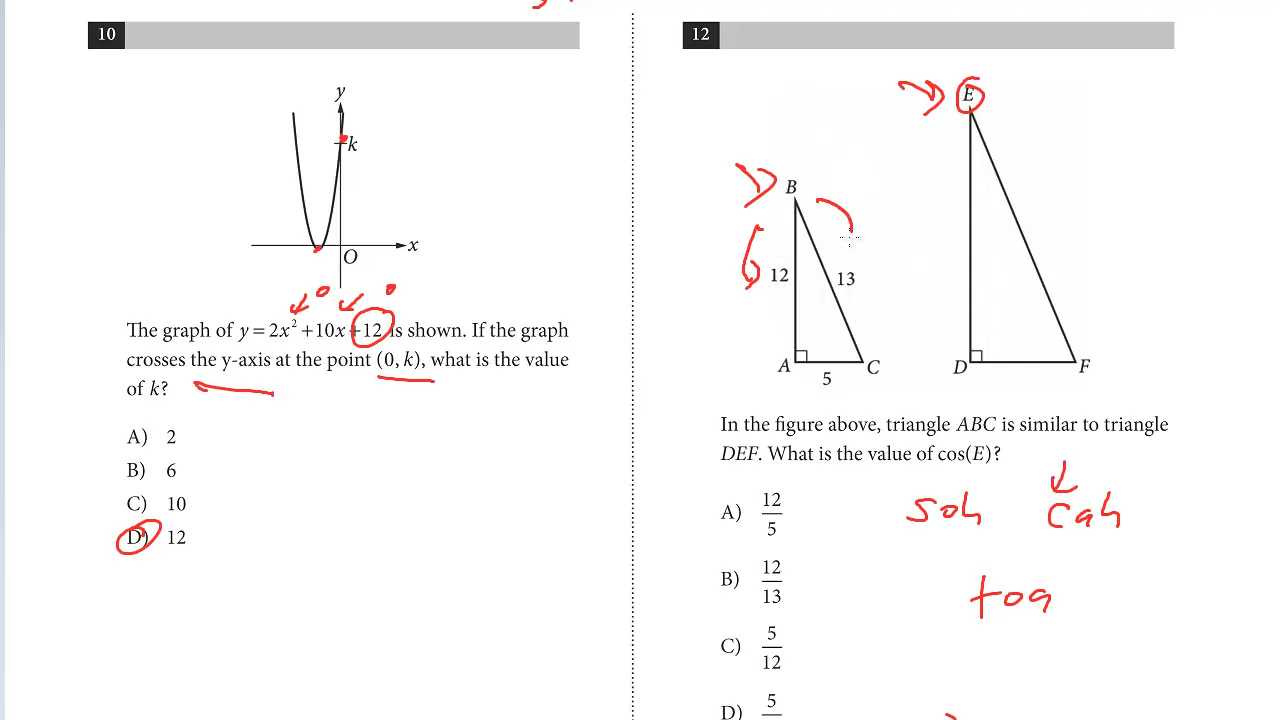 10
y
k
x
O
0 0
The graph of y = 2x² + 10x + 12 is shown. If the graph
crosses the y-axis at the point (0, k), what is the value
of k?
A) 2
B) 6
C) 10
D) 12
12
E
B
12
13
A
C
5
D
F
In the figure above, triangle ABC is similar to triangle
DEF. What is the value of cos(E)?
A) 12/5
B) 12/13
C) 5/12
D) 5
soh cah
toa